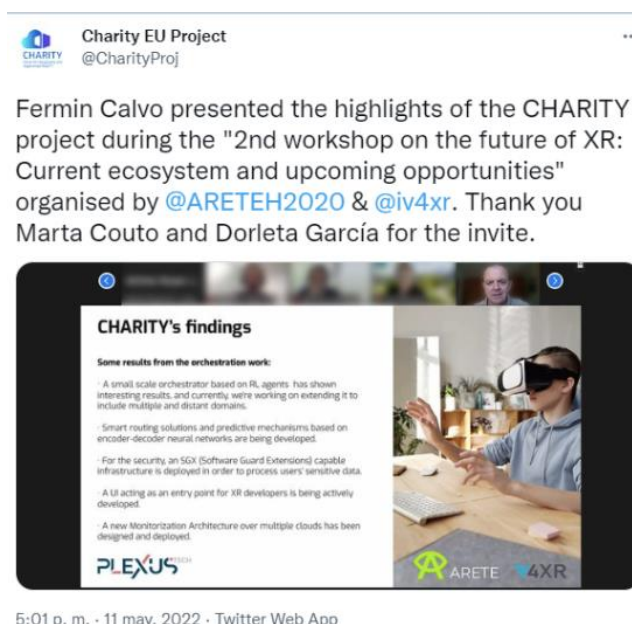 Charity EU Project
CHARITY
@CharityProj
Fermin Calvo presented the highlights of the CHARITY
project during the "2nd workshop on the future of XR:
Current ecosystem and upcoming opportunities"
organised by @ARETEH2020 & @iv4xr. Thank you
Marta Couto and Dorleta García for the invite.
CHARITY's findings
Some results from the orchestration work:
· A small scale orchestrator based on RL agents has shown
interesting results, and currently, we're working on extending it to
include multiple and distant domains.
· Smart routing solutions and predictive mechanisms based on
encoder-decoder neural networks are being developed.
· For the security, an SGX (Software Guard Extensions) capable
infrastructure is deployed in order to process users' sensitive data.
· A UI acting as an entry point for XR developers is being actively
developed.
· A new Monitorization Architecture over multiple clouds has been
designed and deployed.
PLEXUS TECH
ARETE
V4XR
5:01 p. m. · 11 may. 2022 · Twitter Web App